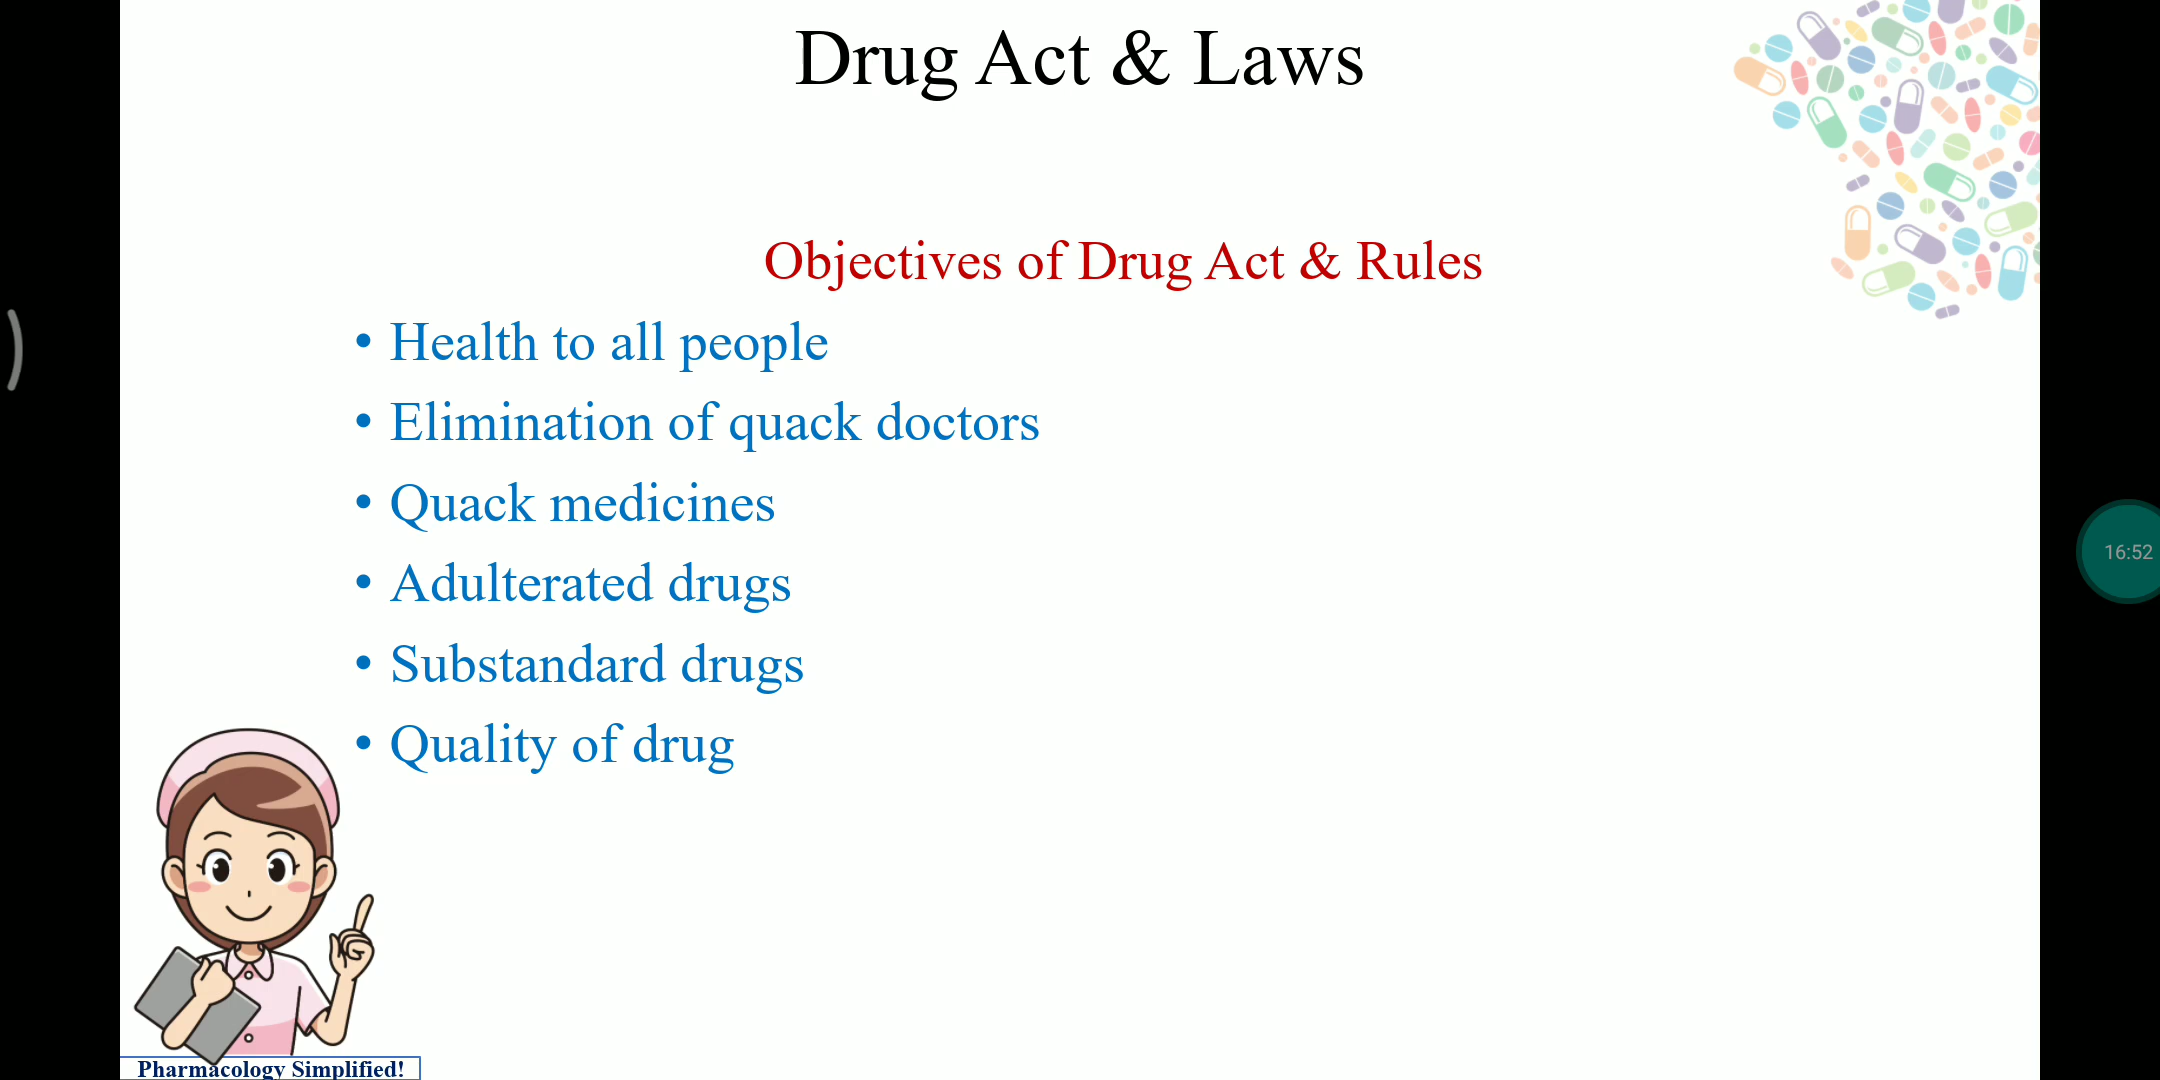 Drug Act & Laws
Objectives of Drug Act & Rules
• Health to all people
• Elimination of quack doctors
• Quack medicines
• Adulterated drugs
• Substandard drugs
• Quality of drug
16:52
Pharmacology Simplified!